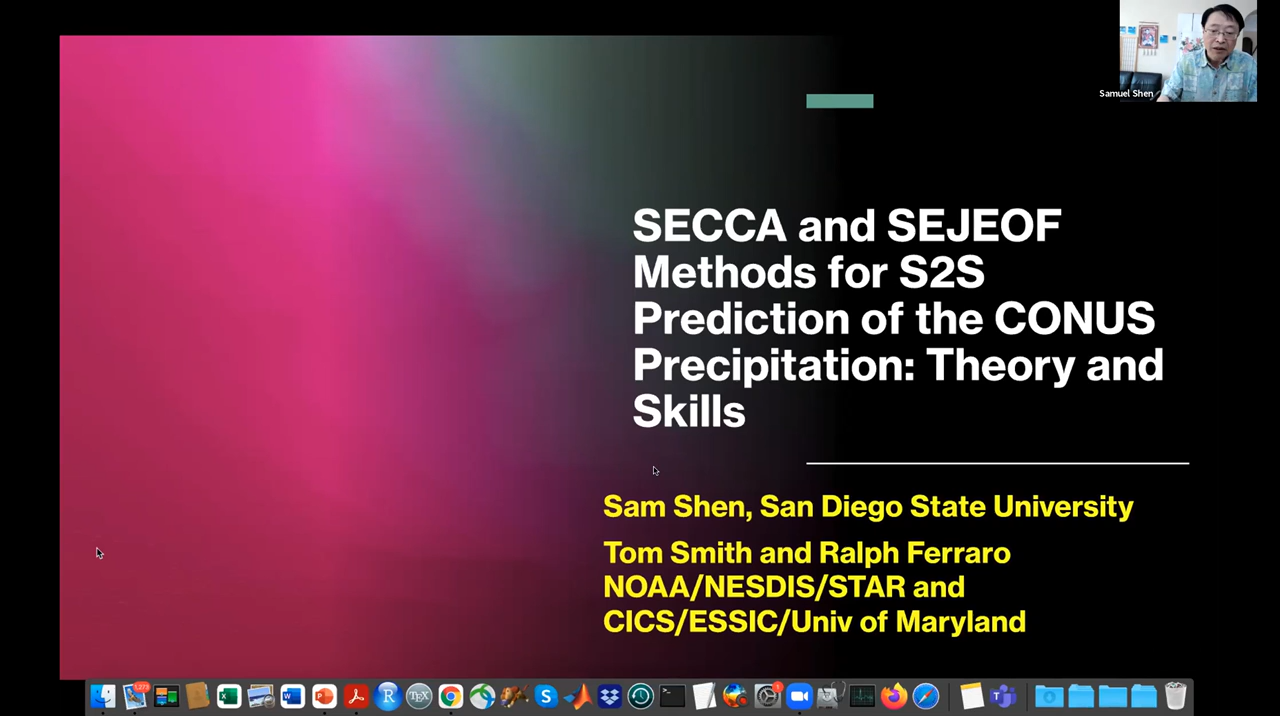 Samuel Shen
SECCA and SEJEOF
Methods for S2S
Prediction of the CONUS
Precipitation: Theory and
Skills
Sam Shen, San Diego State University
Tom Smith and Ralph Ferraro
NOAA/NESDIS/STAR and
CICS/ESSIC/Univ of Maryland